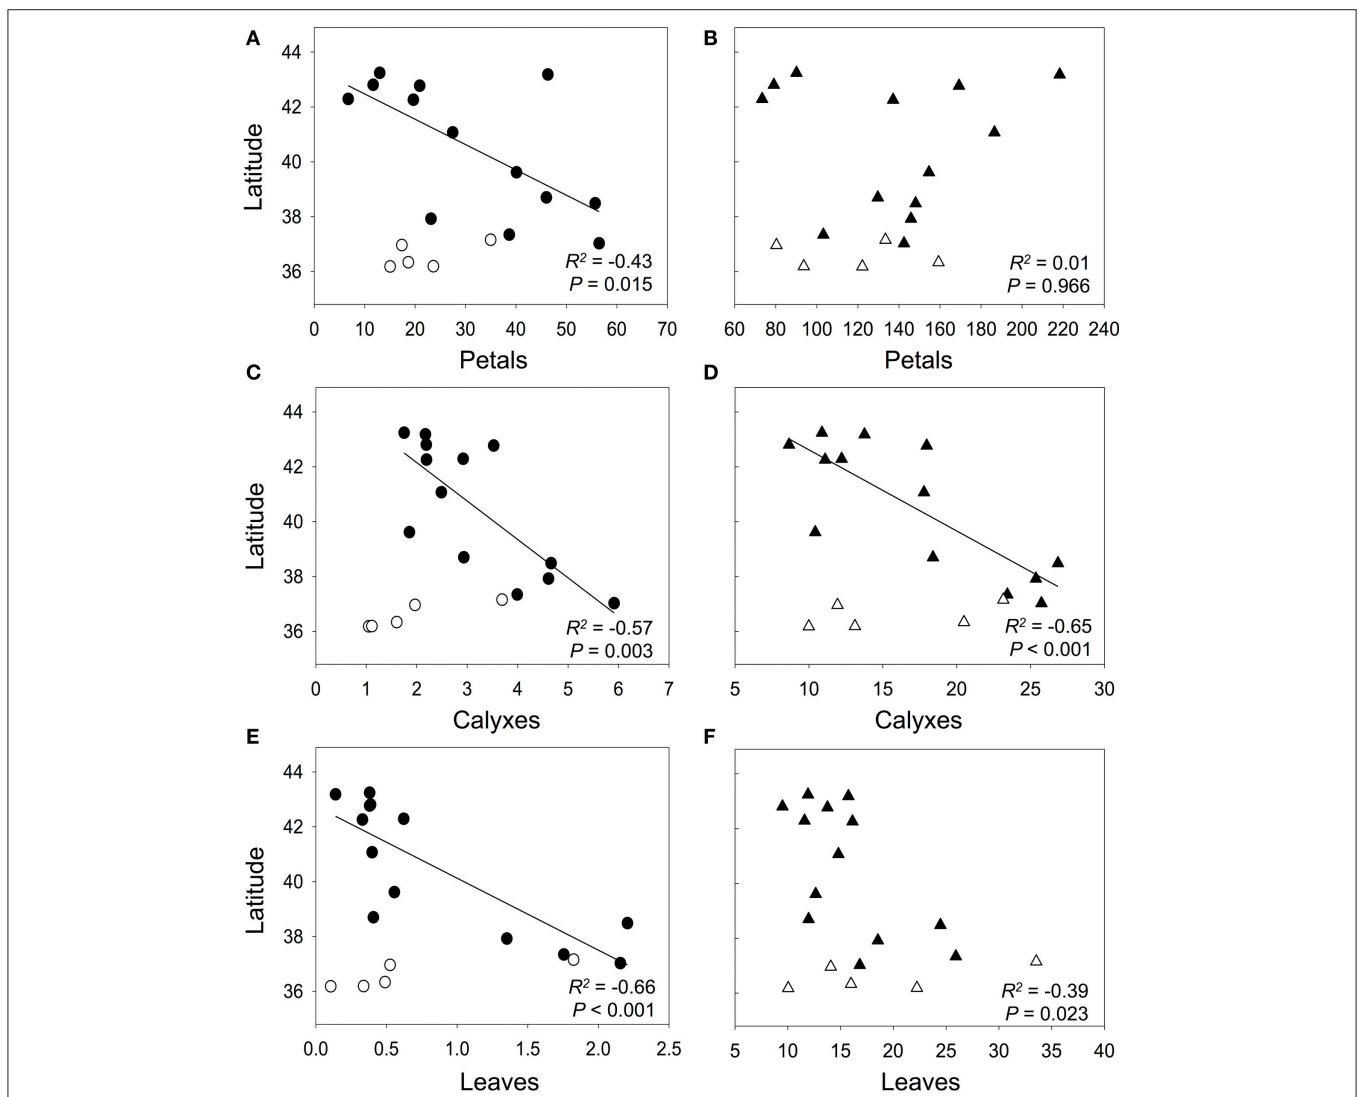 A
44
42
40
38
36
Latitude
R² = -0.43
P = 0.015
0 10 20 30 40 50 60 70
Petals
B
R² = 0.01
P = 0.966
60 80 100 120 140 160 180 200 220 240
Petals
C
44
42
40
38
36
Latitude
R² = -0.57
P = 0.003
0 1 2 3 4 5 6 7
Calyxes
D
R² = -0.65
P < 0.001
5 10 15 20 25 30
Calyxes
E
44
42
40
38
36
Latitude
R² = -0.66
P < 0.001
0.0 0.5 1.0 1.5 2.0 2.5
Leaves
F
R² = -0.39
P = 0.023
5 10 15 20 25 30 35 40
Leaves